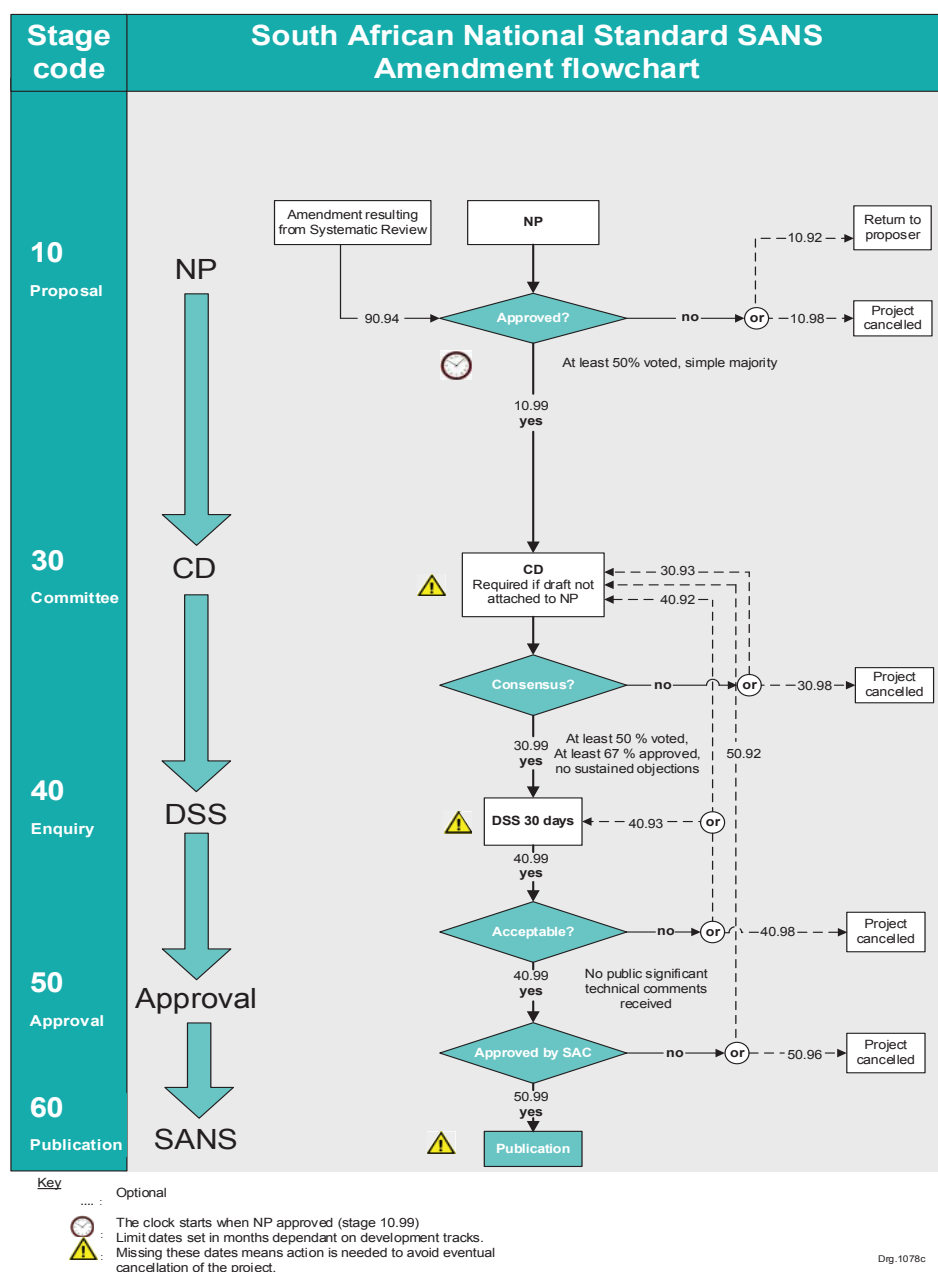 Stage
code
South African National Standard SANS
Amendment flowchart
10
Proposal
NP
Amendment resulting
from Systematic Review
NP
Return to
proposer
10.92
90.94
Approved?
no
or
10.98
Project
cancelled
At least 50% voted, simple majority
10.99
yes
30
Committee
CD
CD
Required if draft not
attached to NP
30.93
40.92
Consensus?
no
or
30.98
Project
cancelled
30.99
yes
At least 50 % voted,
At least 67 % approved,
no sustained objections
50.92
40
Enquiry
DSS
DSS 30 days
40.93
or
40.99
yes
Acceptable?
no
or
40.98
Project
cancelled
50
Approval
Approval
40.99
yes
No public significant
technical comments
received
Approved by SAC
no
or
50.96
Project
cancelled
60
Publication
SANS
50.99
yes
Publication
Key
.... :
Optional
: The clock starts when NP approved (stage 10.99)
Limit dates set in months dependant on development tracks.
: Missing these dates means action is needed to avoid eventual
cancellation of the project.
Drg.1078c